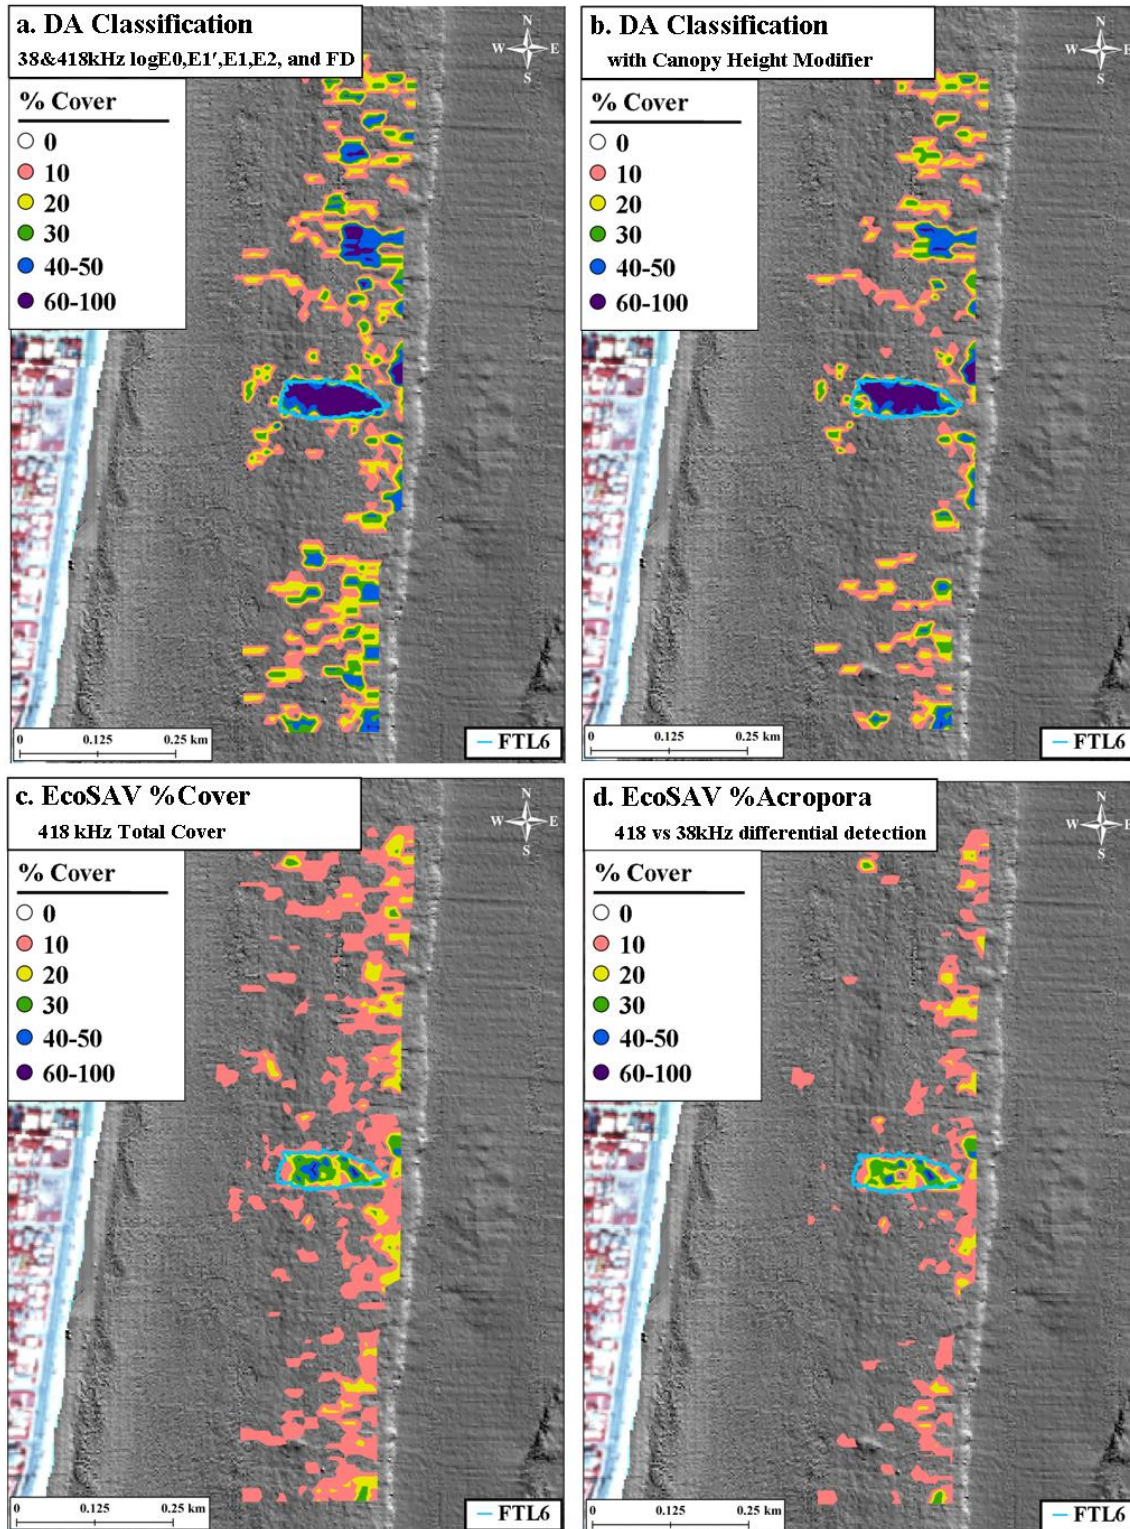 a. DA Classification
38&418kHz logE0,E1′,E1,E2, and FD
% Cover
0
10
20
30
40-50
60-100
N
W E
S
0 0.125 0.25 km
FTL6
b. DA Classification
with Canopy Height Modifier
% Cover
0
10
20
30
40-50
60-100
N
W E
S
0 0.125 0.25 km
FTL6
c. EcoSAV %Cover
418 kHz Total Cover
% Cover
0
10
20
30
40-50
60-100
N
W E
S
0 0.125 0.25 km
FTL6
d. EcoSAV %Acropora
418 vs 38kHz differential detection
% Cover
0
10
20
30
40-50
60-100
N
W E
S
0 0.125 0.25 km
FTL6